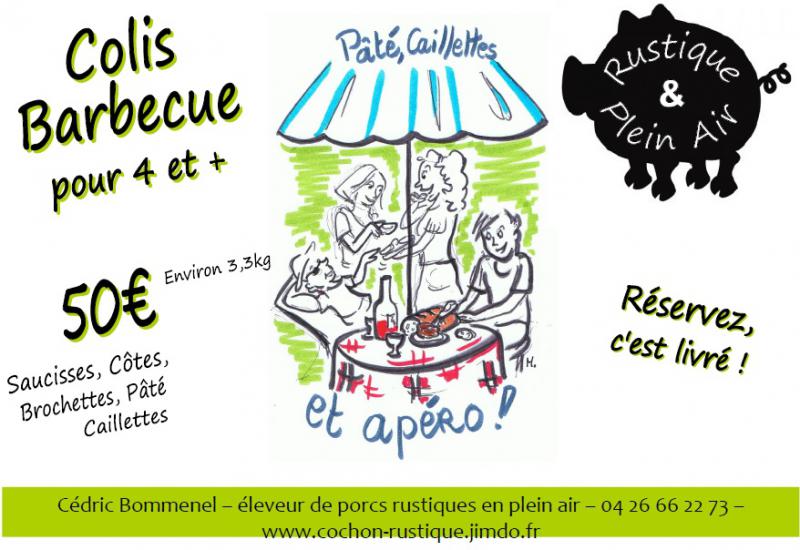 Colis
Barbecue
pour 4 et +
50€
Environ 3,3kg
Saucisses, Côtes,
Brochettes, Pâté
Caillettes
Pâté, Caillettes
H.
et apéro !
Rustique
&
Plein Air
Réservez,
c'est livré !
Cédric Bommenel – éleveur de porcs rustiques en plein air – 04 26 66 22 73 –
www.cochon-rustique.jimdo.fr